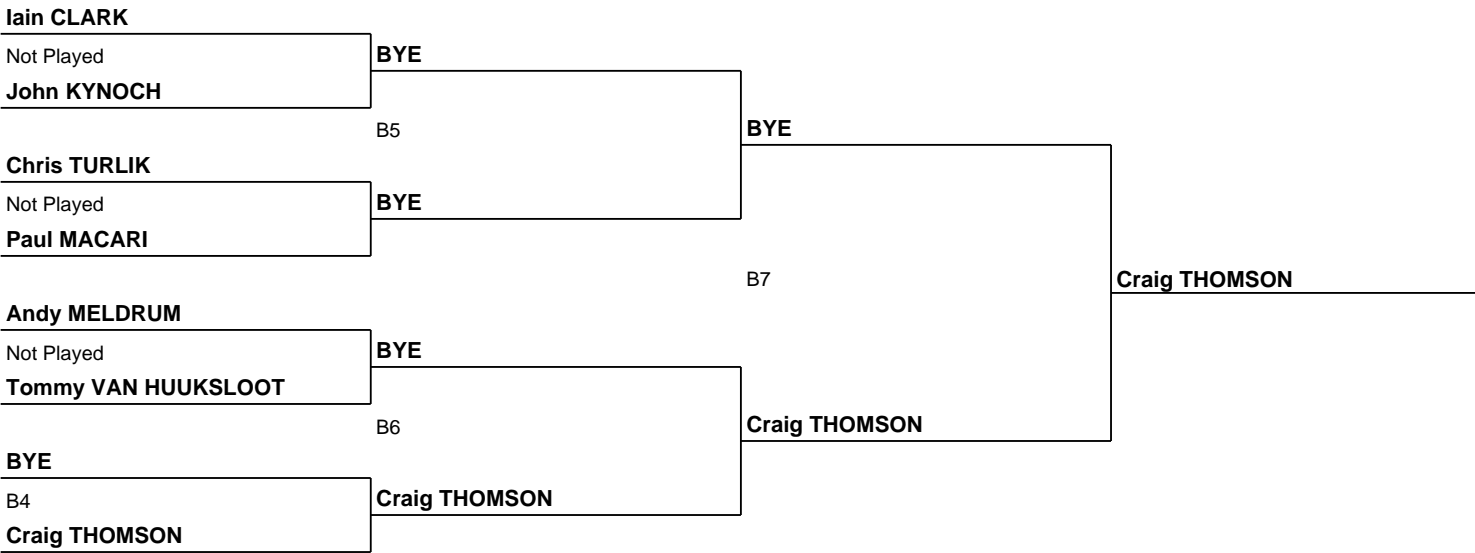 Iain CLARK
Not Played
BYE
John KYNOCH
B5
BYE
Chris TURLIK
Not Played
BYE
Paul MACARI
B7
Craig THOMSON
Andy MELDRUM
Not Played
BYE
Tommy VAN HUUKSLOOT
B6
Craig THOMSON
BYE
B4
Craig THOMSON
Craig THOMSON